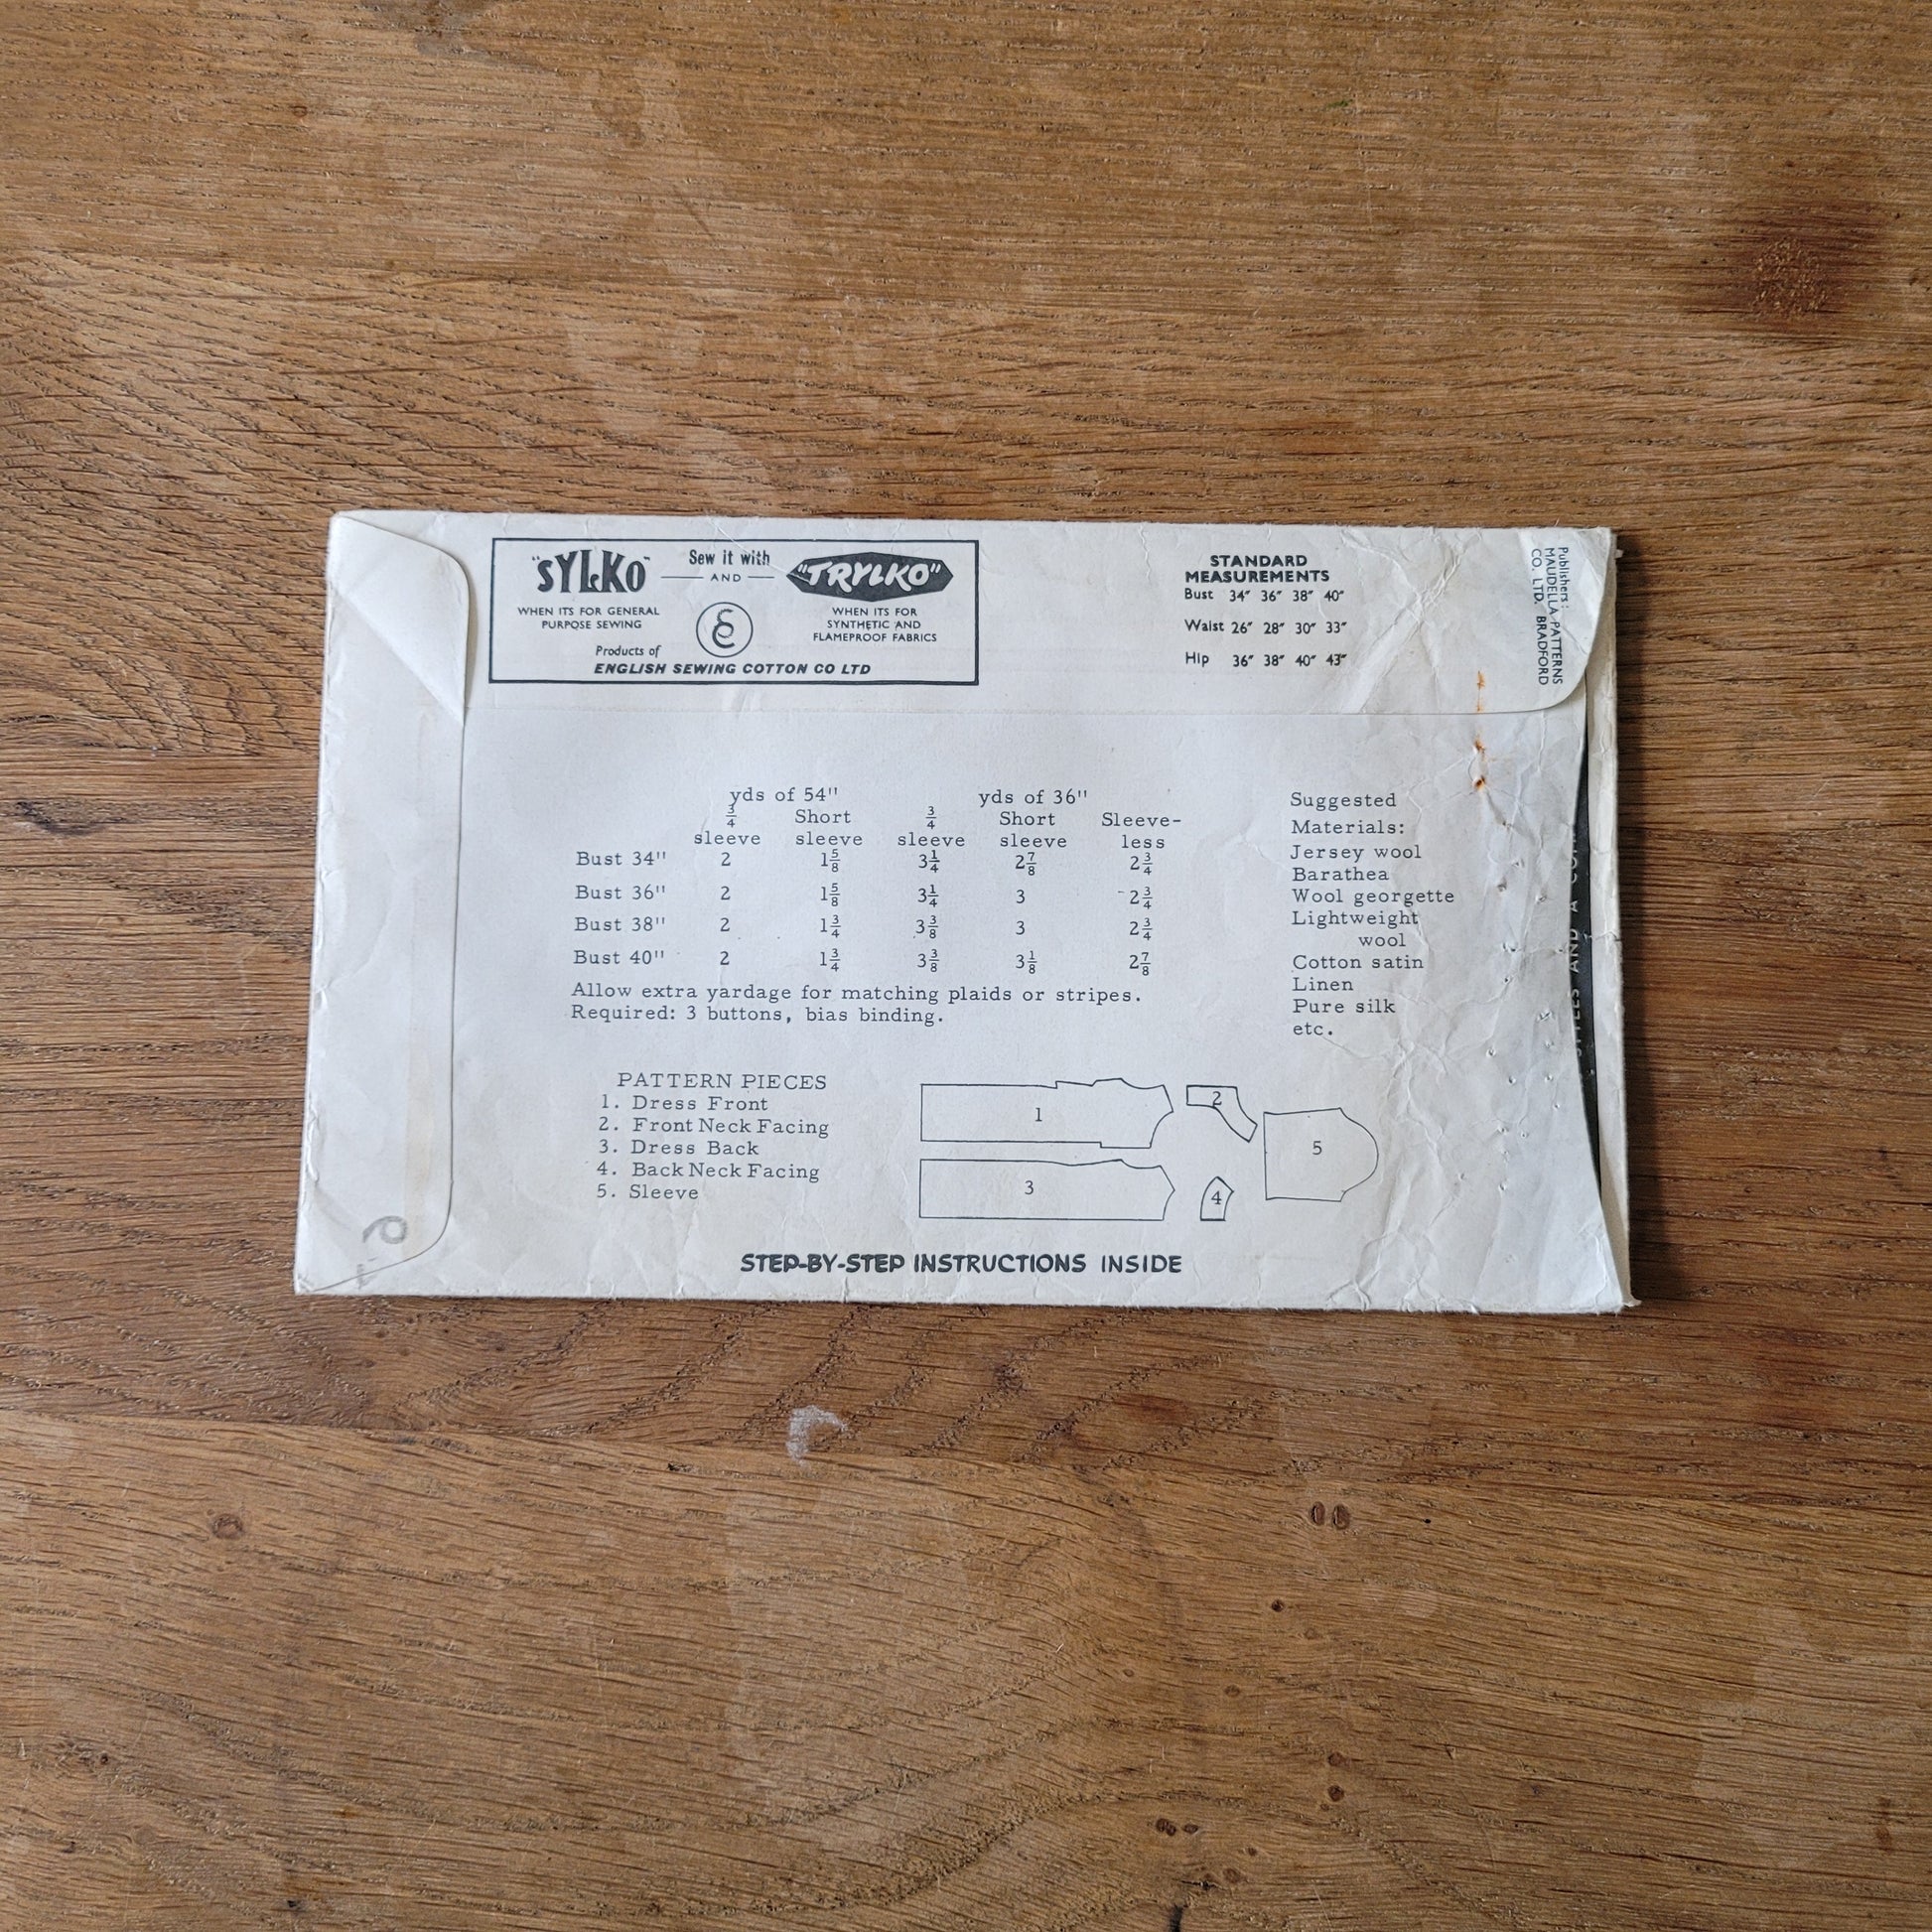 "SYLKO"
Sew it with
AND
"TRYLKO"
WHEN ITS FOR GENERAL
PURPOSE SEWING
WHEN ITS FOR
SYNTHETIC AND
FLAMEPROOF FABRICS
Products of
ENGLISH SEWING COTTON CO LTD
STANDARD
MEASUREMENTS
Bust 34" 36" 38" 40"
Waist 26" 28" 30" 33"
Hip 36" 38" 40" 43"
Publishers:
MAUDELLA PATTERNS
CO. LTD. BRADFORD
yds of 54" yds of 36"
3/4 Short 3/4 Short Sleeve-
sleeve sleeve sleeve sleeve less
Bust 34" 2 1 5/8 3 1/4 2 7/8 2 3/4
Bust 36" 2 1 5/8 3 1/4 3 2 3/4
Bust 38" 2 1 3/4 3 3/8 3 2 3/4
Bust 40" 2 1 3/4 3 3/8 3 1/8 2 7/8
Allow extra yardage for matching plaids or stripes.
Required: 3 buttons, bias binding.
Suggested
Materials:
Jersey wool
Barathea
Wool georgette
Lightweight
wool
Cotton satin
Linen
Pure silk
etc.
PATTERN PIECES
1. Dress Front
2. Front Neck Facing
3. Dress Back
4. Back Neck Facing
5. Sleeve
1
2
3
4
5
STEP-BY-STEP INSTRUCTIONS INSIDE
AND A